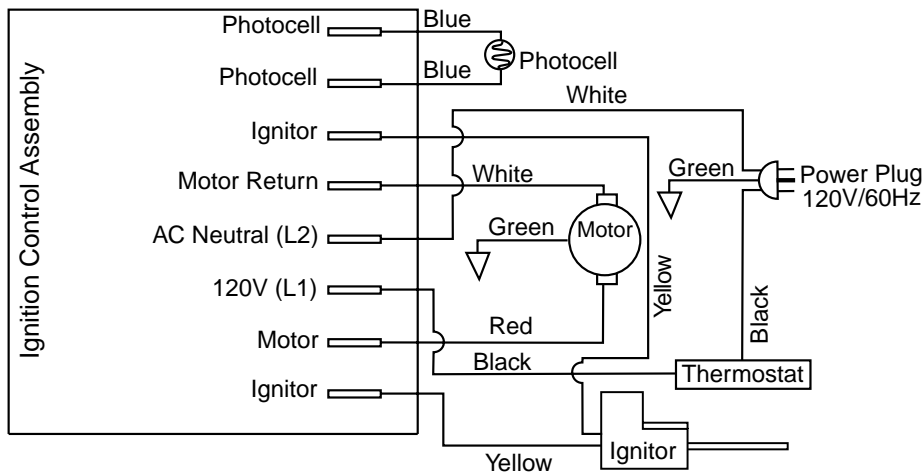 Ignition Control Assembly
Photocell
Blue
Photocell
Photocell
Blue
White
Ignitor
Green
Power Plug
120V/60Hz
Motor Return
White
Motor
Green
AC Neutral (L2)
Yellow
120V (L1)
Black
Red
Motor
Black
Thermostat
Ignitor
Ignitor
Yellow